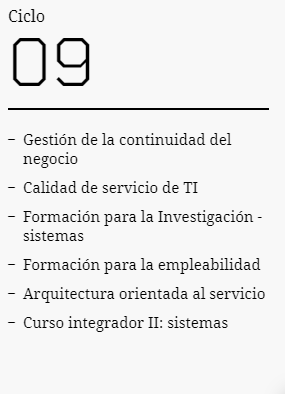 Ciclo
09
– Gestión de la continuidad del
negocio
– Calidad de servicio de TI
– Formación para la Investigación -
sistemas
– Formación para la empleabilidad
– Arquitectura orientada al servicio
– Curso integrador II: sistemas